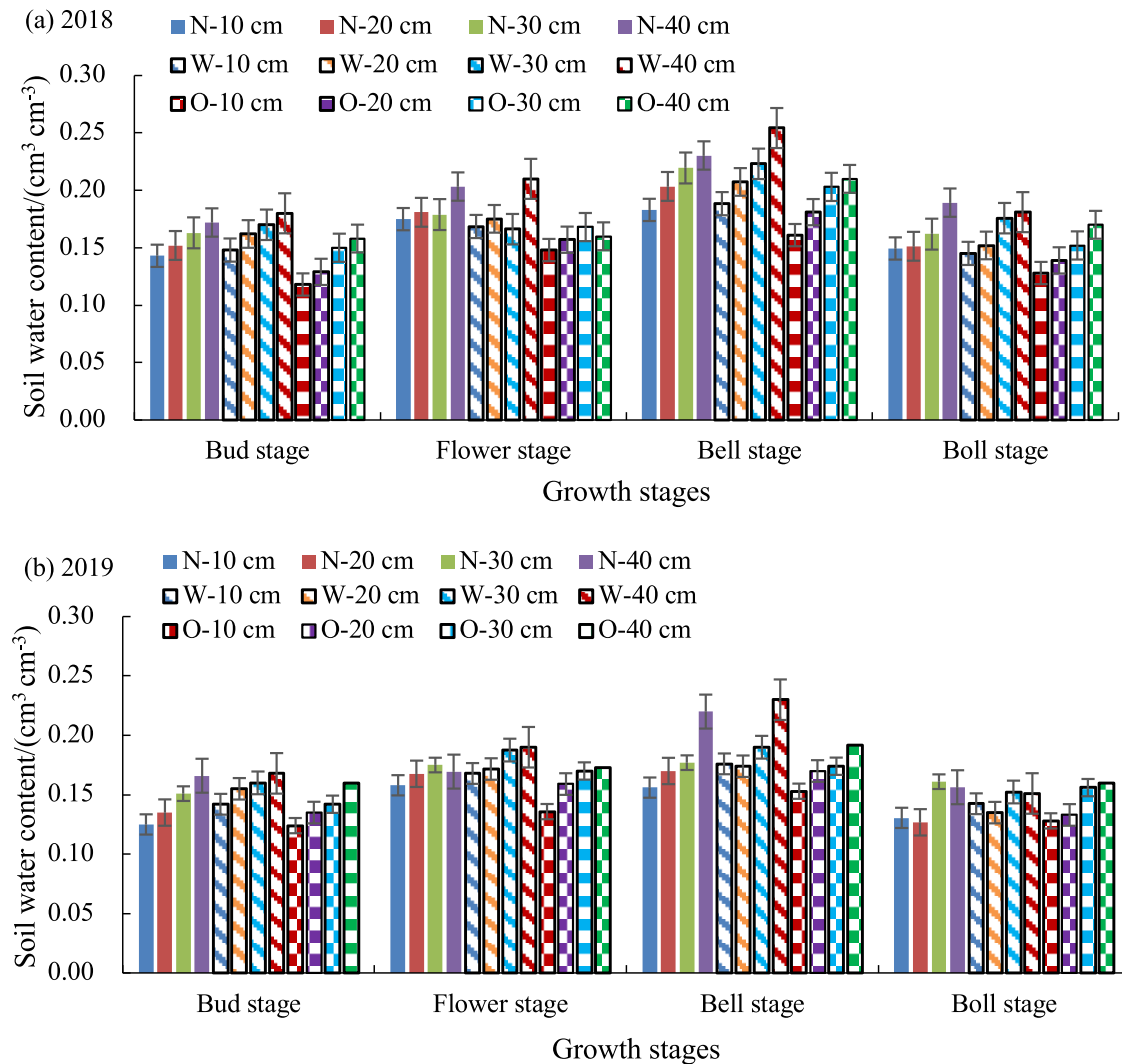 (a) 2018
N-10 cm N-20 cm N-30 cm N-40 cm
W-10 cm W-20 cm W-30 cm W-40 cm
O-10 cm O-20 cm O-30 cm O-40 cm
Soil water content/(cm³ cm⁻³)
0.30
0.25
0.20
0.15
0.10
0.05
0.00
Bud stage Flower stage Bell stage Boll stage
Growth stages
(b) 2019
N-10 cm N-20 cm N-30 cm N-40 cm
W-10 cm W-20 cm W-30 cm W-40 cm
O-10 cm O-20 cm O-30 cm O-40 cm
Soil water content/(cm³ cm⁻³)
0.30
0.25
0.20
0.15
0.10
0.05
0.00
Bud stage Flower stage Bell stage Boll stage
Growth stages